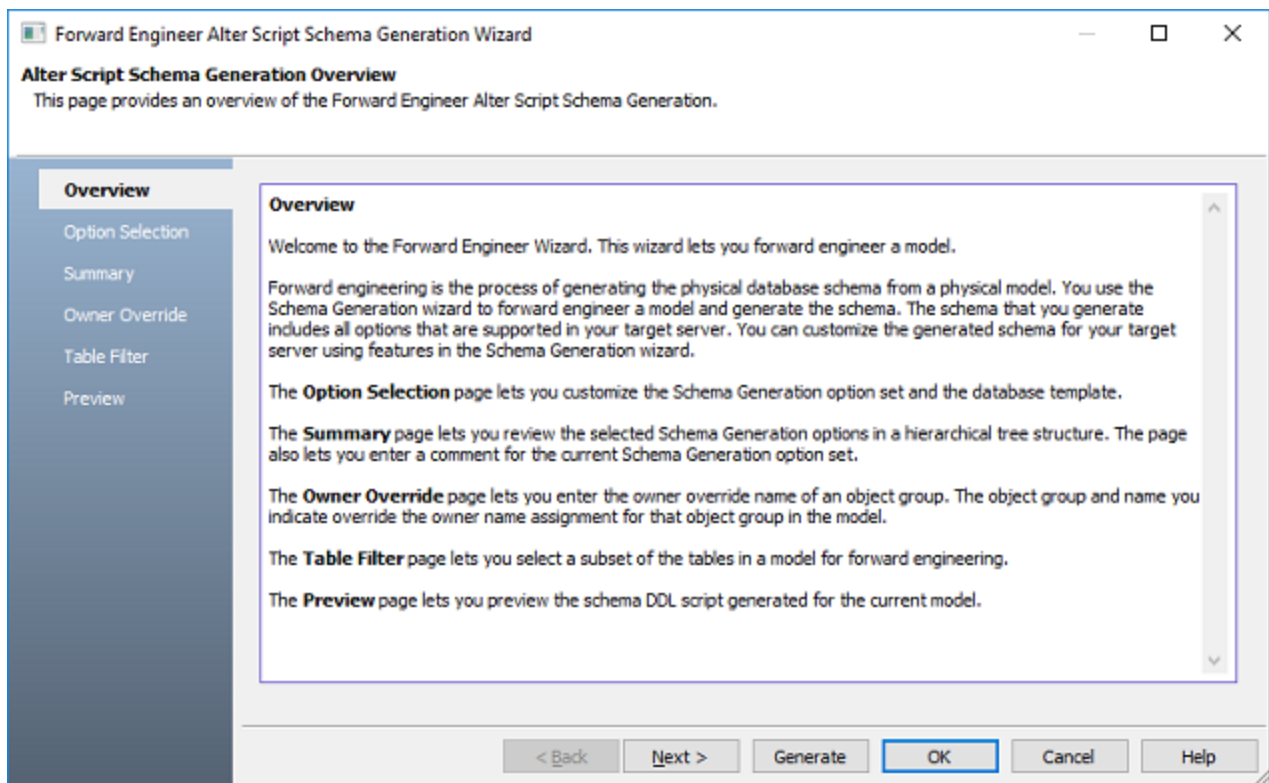 Forward Engineer Alter Script Schema Generation Wizard
Alter Script Schema Generation Overview
This page provides an overview of the Forward Engineer Alter Script Schema Generation.
Overview
Option Selection
Summary
Owner Override
Table Filter
Preview
Overview
Welcome to the Forward Engineer Wizard. This wizard lets you forward engineer a model.
Forward engineering is the process of generating the physical database schema from a physical model. You use the
Schema Generation wizard to forward engineer a model and generate the schema. The schema that you generate
includes all options that are supported in your target server. You can customize the generated schema for your target
server using features in the Schema Generation wizard.
The Option Selection page lets you customize the Schema Generation option set and the database template.
The Summary page lets you review the selected Schema Generation options in a hierarchical tree structure. The page
also lets you enter a comment for the current Schema Generation option set.
The Owner Override page lets you enter the owner override name of an object group. The object group and name you
indicate override the owner name assignment for that object group in the model.
The Table Filter page lets you select a subset of the tables in a model for forward engineering.
The Preview page lets you preview the schema DDL script generated for the current model.
< Back
Next >
Generate
OK
Cancel
Help